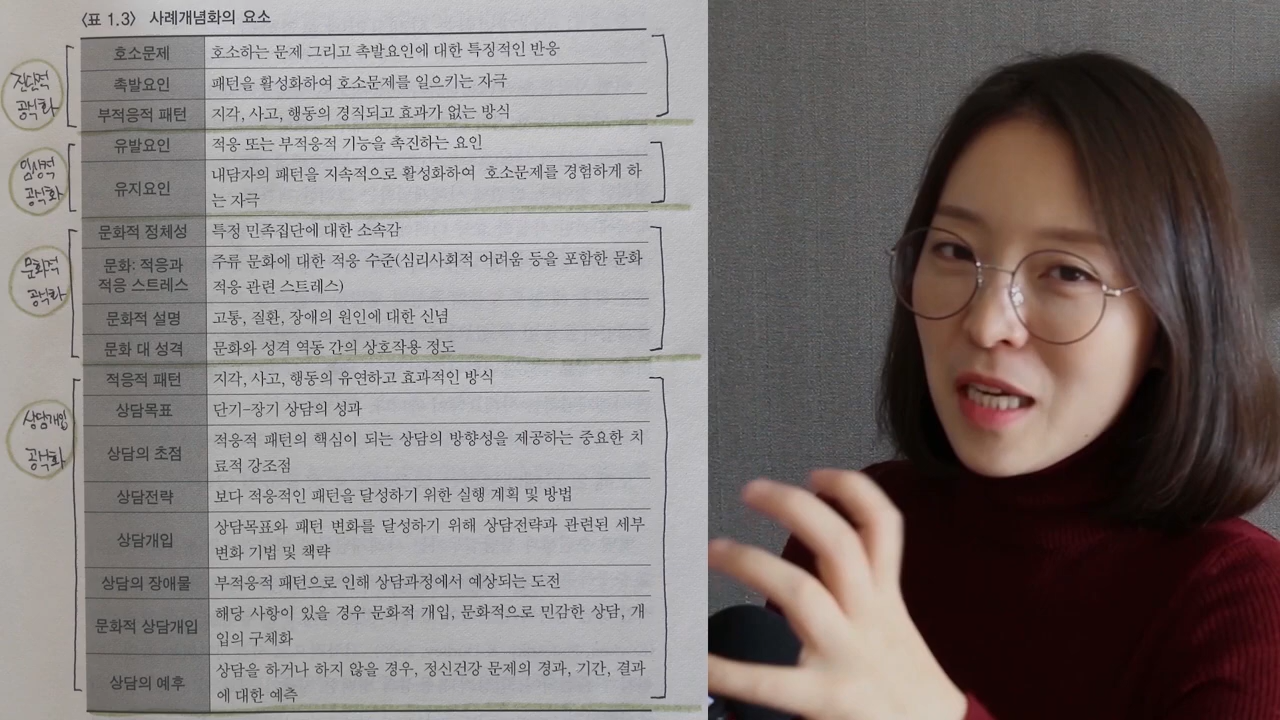 〈표 1.3〉 사례개념화의 요소
호소문제 호소하는 문제 그리고 촉발요인에 대한 특징적인 반응
촉발요인 패턴을 활성화하여 호소문제를 일으키는 자극
부적응적 패턴 지각, 사고, 행동의 경직되고 효과가 없는 방식
진단적
공식화
유발요인 적응 또는 부적응적 기능을 촉진하는 요인
유지요인 내담자의 패턴을 지속적으로 활성화하여 호소문제를 경험하게 하
는 자극
임상적
공식화
문화적 정체성 특정 민족집단에 대한 소속감
문화: 적응과
적응 스트레스
주류 문화에 대한 적응 수준(심리사회적 어려움 등을 포함한 문화
적응 관련 스트레스)
문화적 설명 고통, 질환, 장애의 원인에 대한 신념
문화 대 성격 문화와 성격 역동 간의 상호작용 정도
문화적
공식화
적응적 패턴 지각, 사고, 행동의 유연하고 효과적인 방식
상담목표 단기-장기 상담의 성과
상담의 초점 적응적 패턴의 핵심이 되는 상담의 방향성을 제공하는 중요한 치
료적 강조점
상담전략 보다 적응적인 패턴을 달성하기 위한 실행 계획 및 방법
상담개입 상담목표와 패턴 변화를 달성하기 위해 상담전략과 관련된 세부
변화 기법 및 책략
상담의 장애물 부적응적 패턴으로 인해 상담과정에서 예상되는 도전
문화적 상담개입 해당 사항이 있을 경우 문화적 개입, 문화적으로 민감한 상담, 개
입의 구체화
상담의 예후 상담을 하거나 하지 않을 경우, 정신건강 문제의 경과, 기간, 결과
에 대한 예측
상담개입
공식화